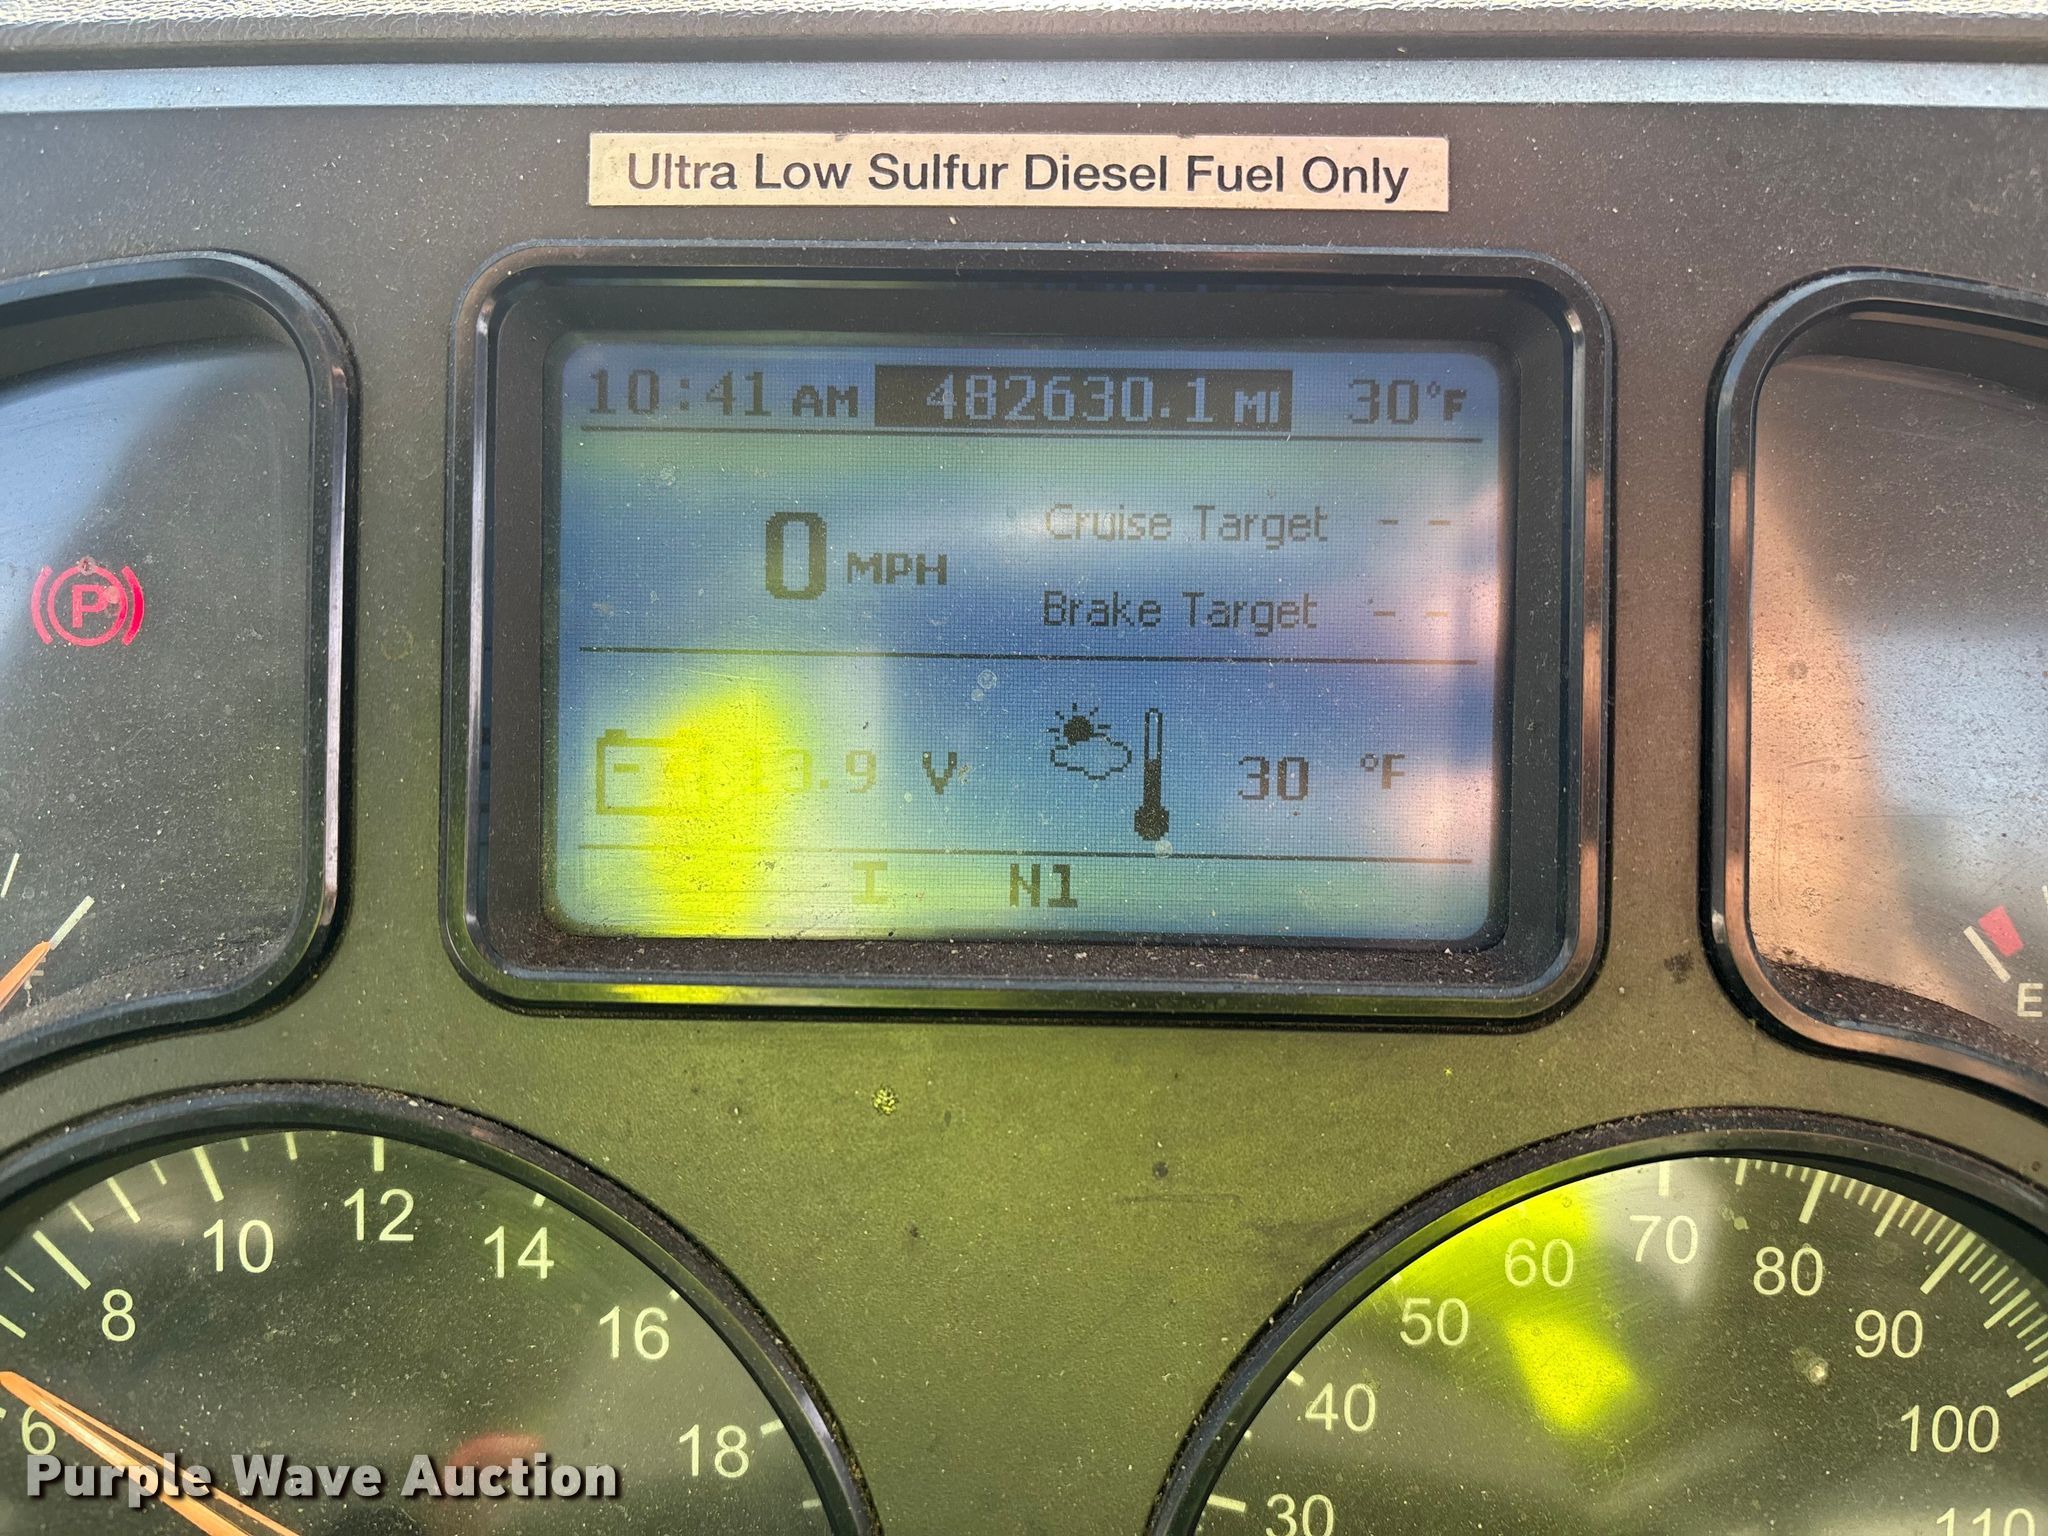 Ultra Low Sulfur Diesel Fuel Only
10:41 AM 482630.1 MI 30°F
0 MPH
Cruise Target - -
Brake Target - -
P
V 30 °F
I N1
E
6 8 10 12 14 16 18
30 40 50 60 70 80 90 100 110
Purple Wave Auction